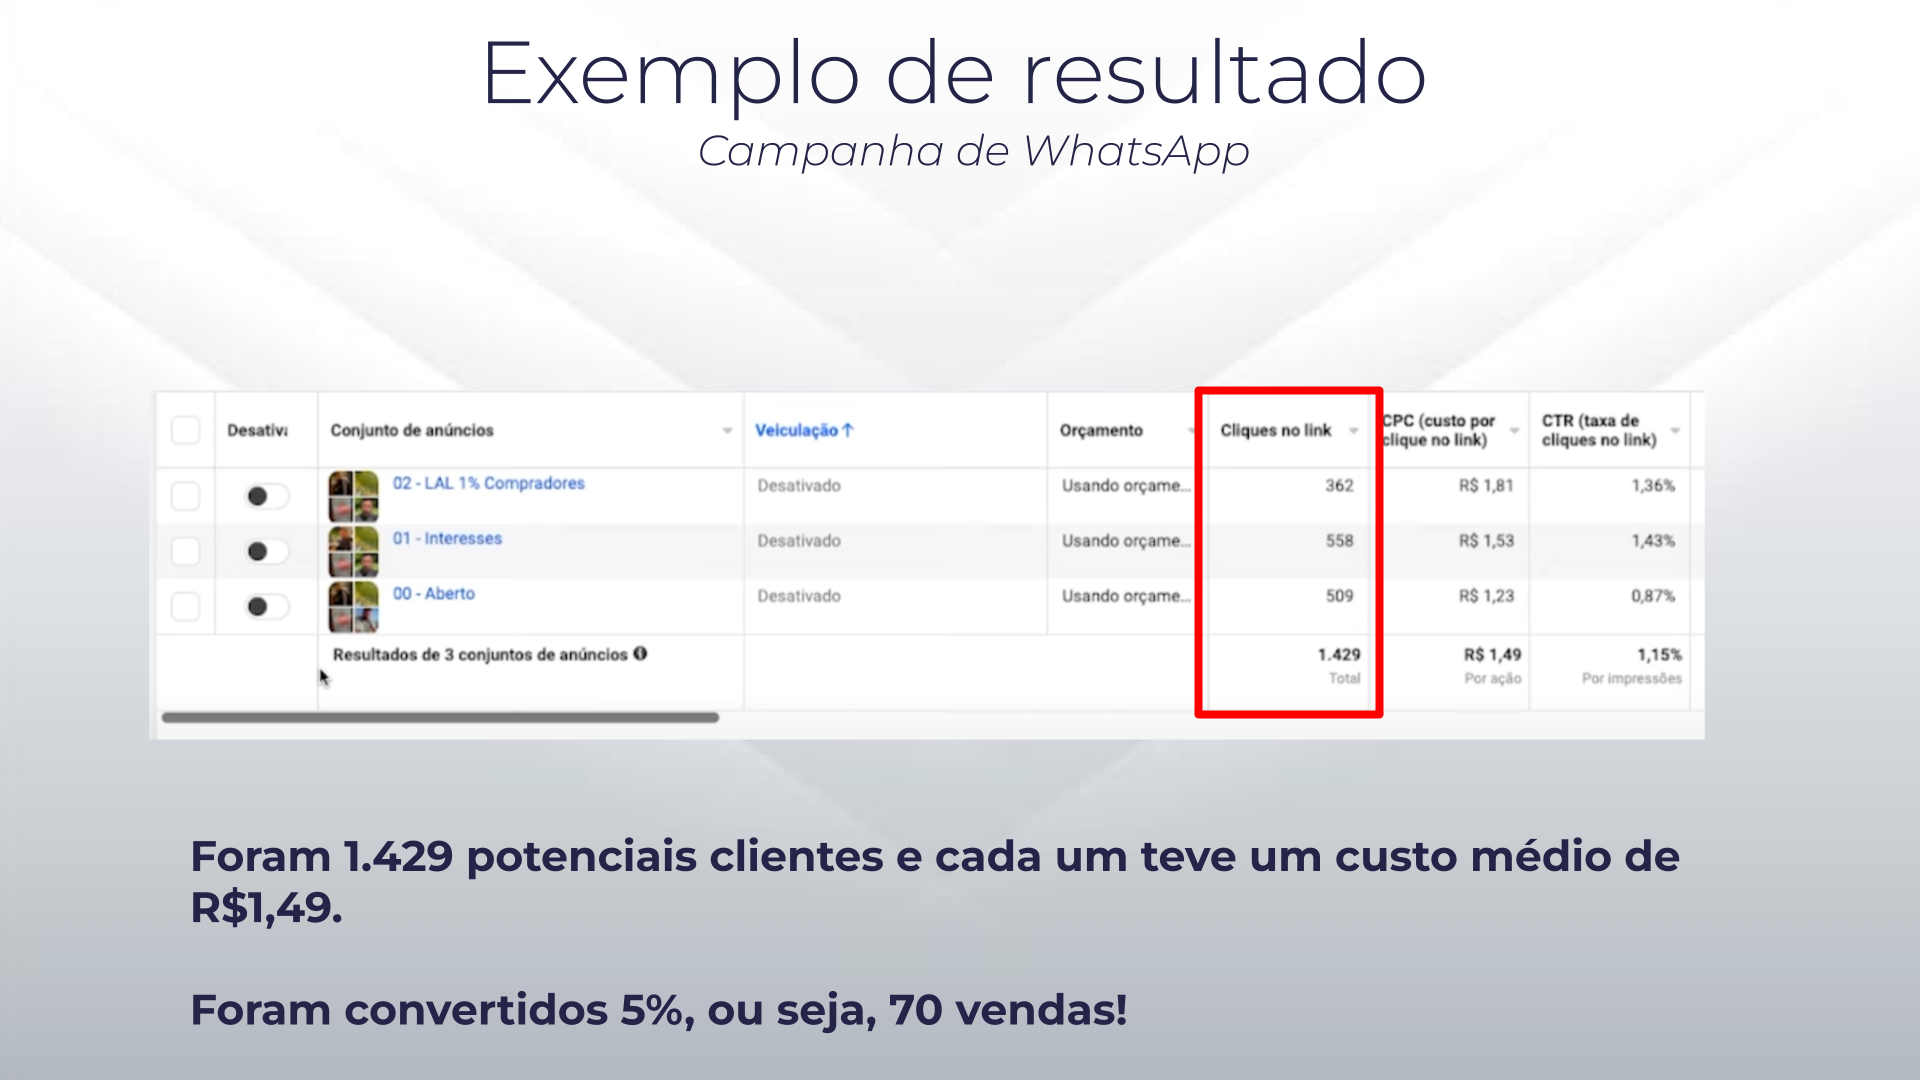 Exemplo de resultado
Campanha de WhatsApp
Desativ Conjunto de anúncios Veiculação↑ Orçamento Cliques no link CPC (custo por clique no link) CTR (taxa de cliques no link)
02 - LAL 1% Compradores Desativado Usando orçame... 362 R$ 1,81 1,36%
01 - Interesses Desativado Usando orçame... 558 R$ 1,53 1,43%
00 - Aberto Desativado Usando orçame... 509 R$ 1,23 0,87%
Resultados de 3 conjuntos de anúncios 1.429 R$ 1,49 1,15%
Total Por ação Por impressões
Foram 1.429 potenciais clientes e cada um teve um custo médio de
R$1,49.
Foram convertidos 5%, ou seja, 70 vendas!